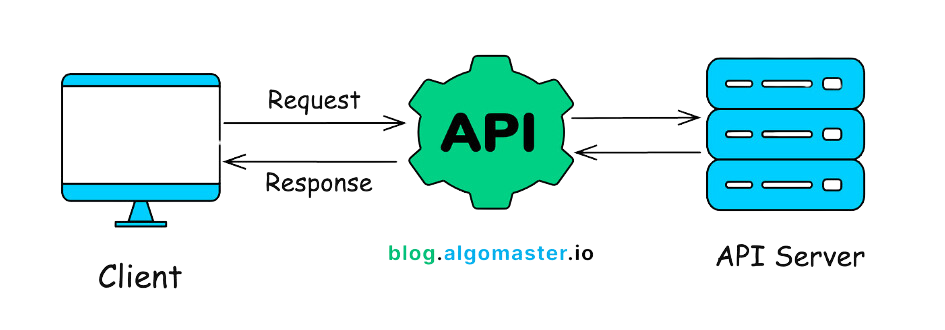 Request
API
Response
blog.algomaster.io
Client
API Server